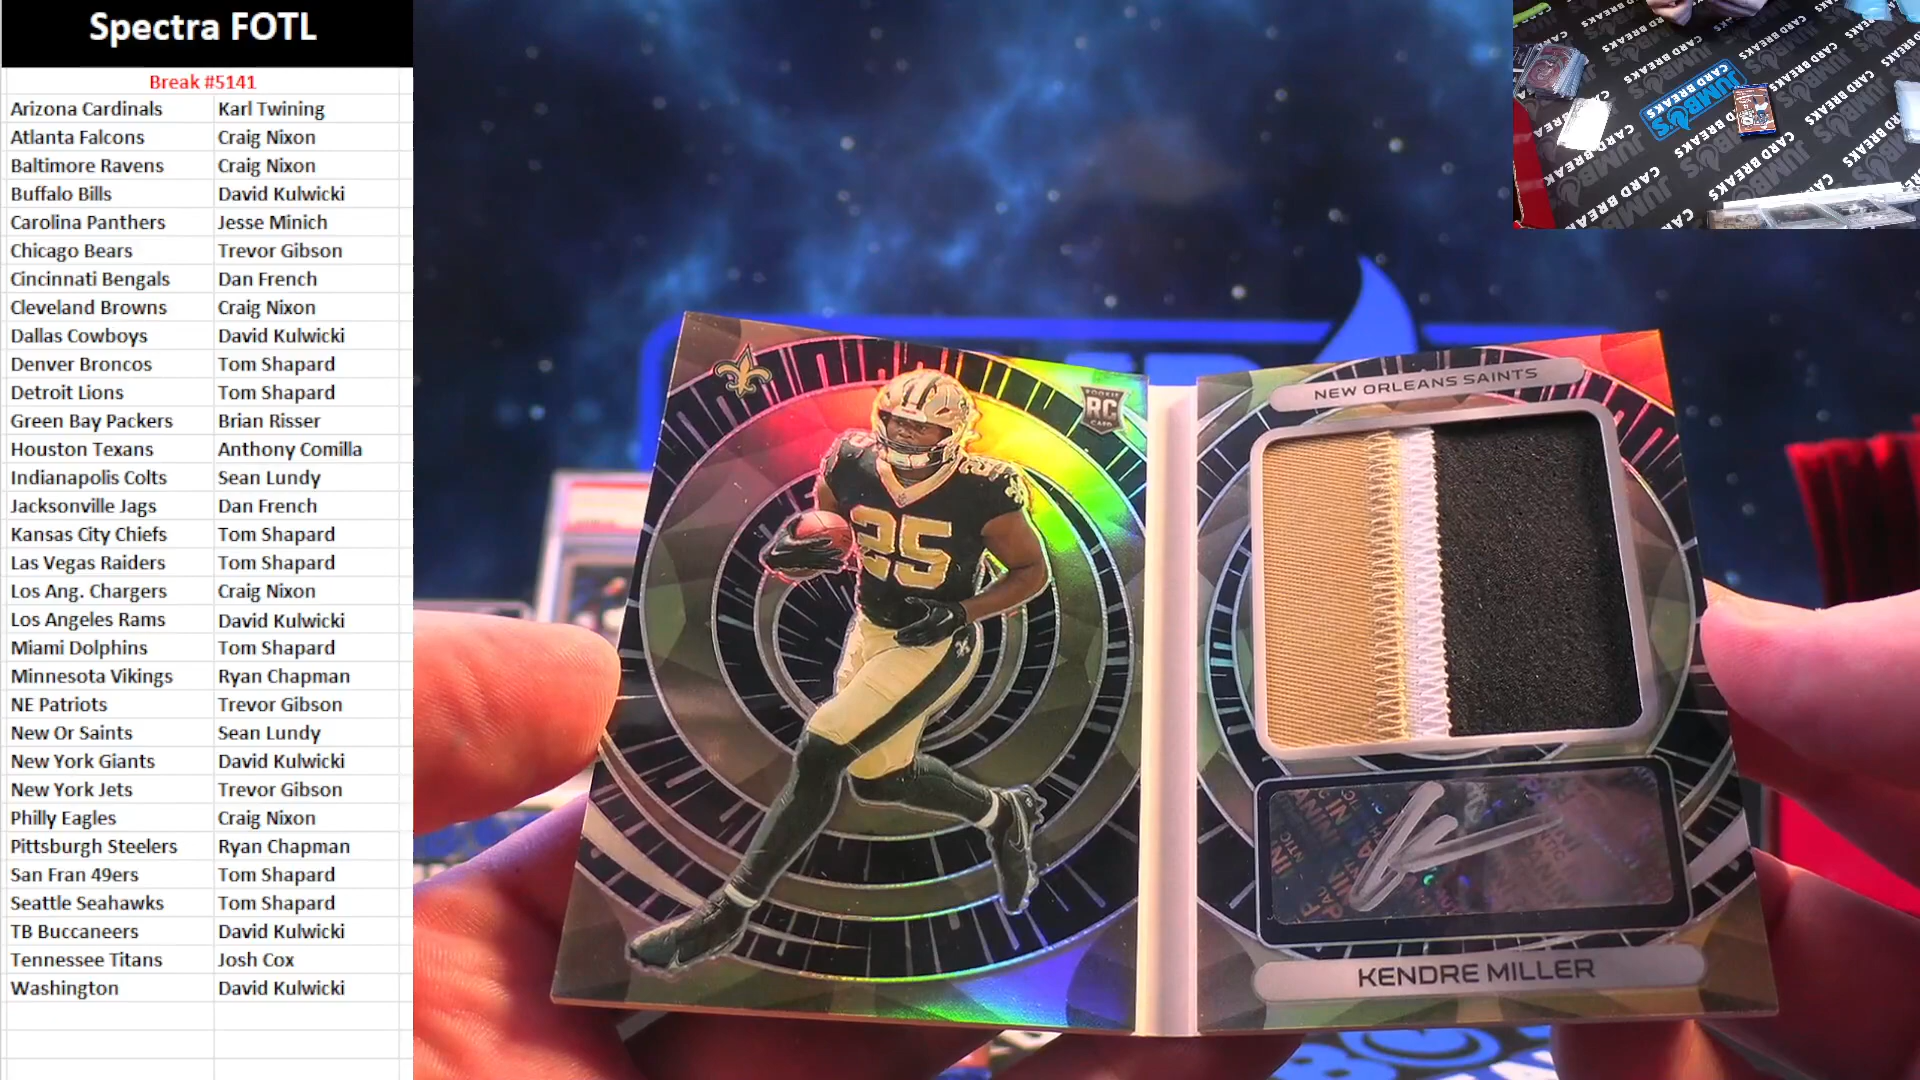 Spectra FOTL
Break #5141
Arizona Cardinals Karl Twining
Atlanta Falcons Craig Nixon
Baltimore Ravens Craig Nixon
Buffalo Bills David Kulwicki
Carolina Panthers Jesse Minich
Chicago Bears Trevor Gibson
Cincinnati Bengals Dan French
Cleveland Browns Craig Nixon
Dallas Cowboys David Kulwicki
Denver Broncos Tom Shapard
Detroit Lions Tom Shapard
Green Bay Packers Brian Risser
Houston Texans Anthony Comilla
Indianapolis Colts Sean Lundy
Jacksonville Jags Dan French
Kansas City Chiefs Tom Shapard
Las Vegas Raiders Tom Shapard
Los Ang. Chargers Craig Nixon
Los Angeles Rams David Kulwicki
Miami Dolphins Tom Shapard
Minnesota Vikings Ryan Chapman
NE Patriots Trevor Gibson
New Or Saints Sean Lundy
New York Giants David Kulwicki
New York Jets Trevor Gibson
Philly Eagles Craig Nixon
Pittsburgh Steelers Ryan Chapman
San Fran 49ers Tom Shapard
Seattle Seahawks Tom Shapard
TB Buccaneers David Kulwicki
Tennessee Titans Josh Cox
Washington David Kulwicki
ROOKIE
RC
CARD
25
NEW ORLEANS SAINTS
KENDRE MILLER
JUMBO'S
CARD BREAKS